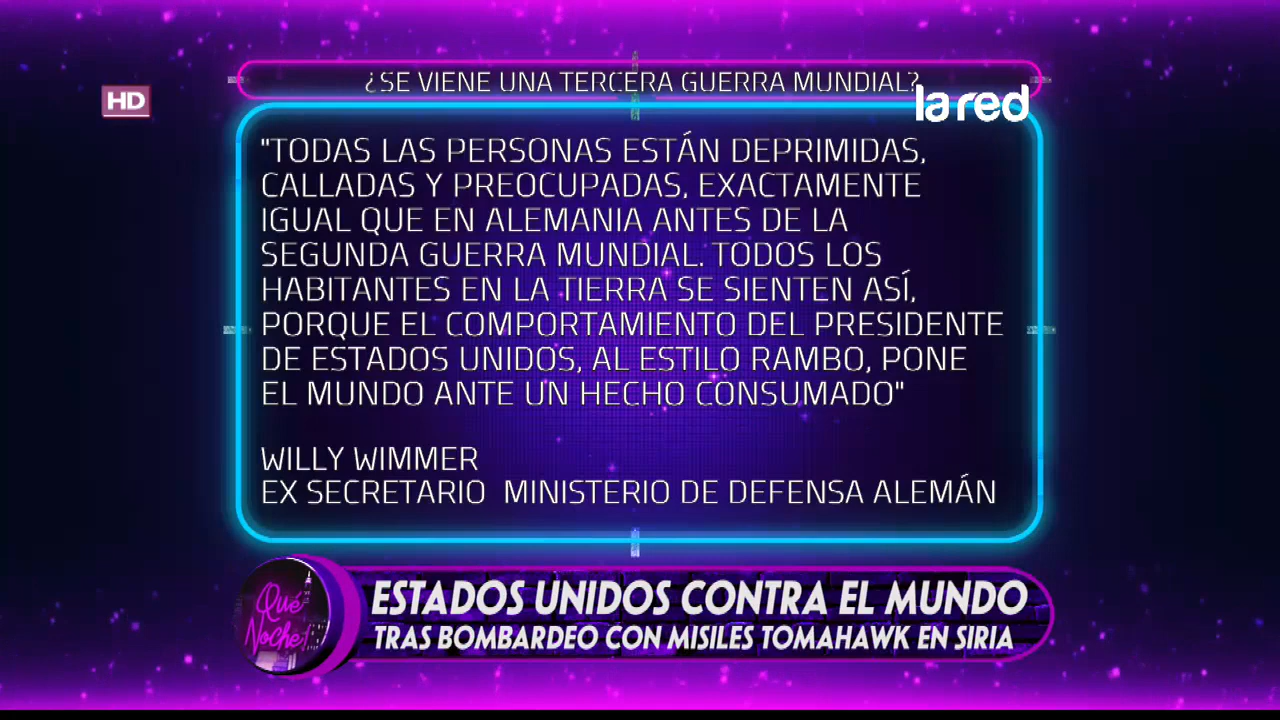 ¿SE VIENE UNA TERCERA GUERRA MUNDIAL?
HD
la red
"TODAS LAS PERSONAS ESTÁN DEPRIMIDAS,
CALLADAS Y PREOCUPADAS, EXACTAMENTE
IGUAL QUE EN ALEMANIA ANTES DE LA
SEGUNDA GUERRA MUNDIAL. TODOS LOS
HABITANTES EN LA TIERRA SE SIENTEN ASÍ,
PORQUE EL COMPORTAMIENTO DEL PRESIDENTE
DE ESTADOS UNIDOS, AL ESTILO RAMBO, PONE
EL MUNDO ANTE UN HECHO CONSUMADO"
WILLY WIMMER
EX SECRETARIO MINISTERIO DE DEFENSA ALEMÁN
Qué
Noche!
ESTADOS UNIDOS CONTRA EL MUNDO
TRAS BOMBARDEO CON MISILES TOMAHAWK EN SIRIA